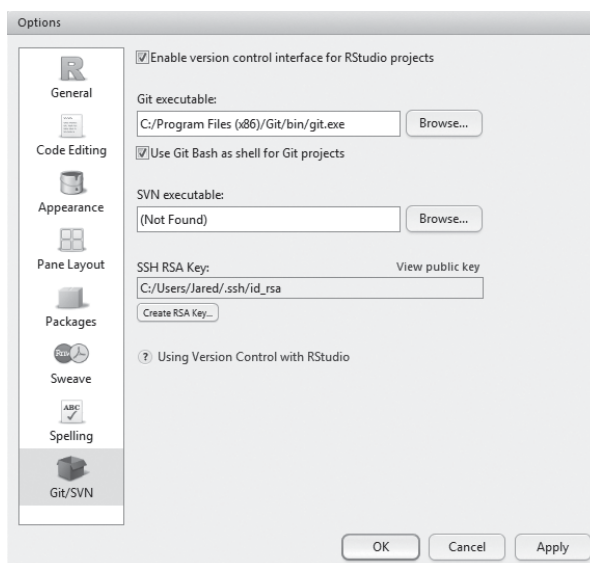 Options
General
Code Editing
Appearance
Pane Layout
Packages
Sweave
ABC
Spelling
Git/SVN
Enable version control interface for RStudio projects
Git executable:
C:/Program Files (x86)/Git/bin/git.exe
Browse...
Use Git Bash as shell for Git projects
SVN executable:
(Not Found)
Browse...
SSH RSA Key:
View public key
C:/Users/Jared/.ssh/id_rsa
Create RSA Key...
? Using Version Control with RStudio
OK
Cancel
Apply